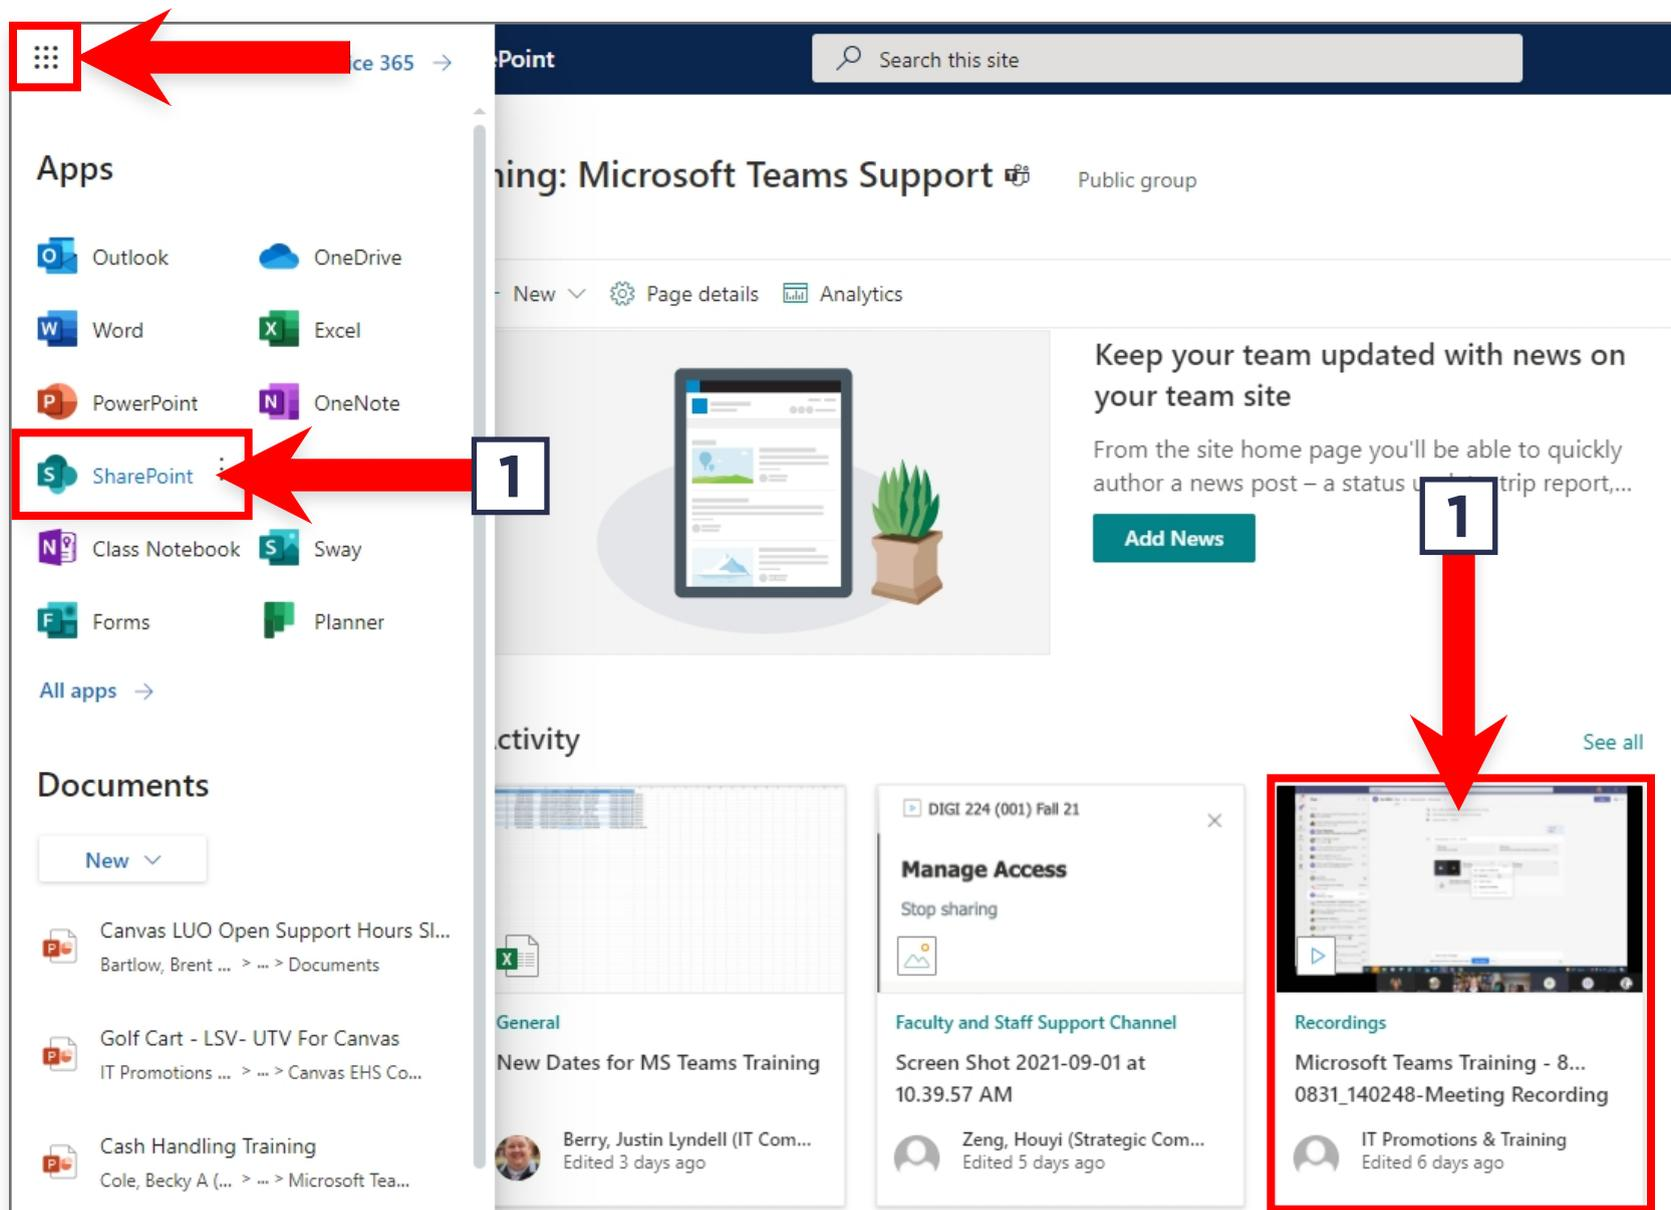 ice 365 →
ePoint
Search this site
Apps
Outlook
OneDrive
Word
Excel
PowerPoint
OneNote
SharePoint
Class Notebook
Sway
Forms
Planner
All apps →
Documents
New
Canvas LUO Open Support Hours Sl...
Bartlow, Brent ... > ... > Documents
Golf Cart - LSV- UTV For Canvas
IT Promotions ... > ... > Canvas EHS Co...
Cash Handling Training
Cole, Becky A (... > ... > Microsoft Tea...
1
ning: Microsoft Teams Support
Public group
New
Page details
Analytics
Keep your team updated with news on
your team site
From the site home page you'll be able to quickly
author a news post – a status trip report,...
1
Add News
ctivity
See all
General
New Dates for MS Teams Training
Berry, Justin Lyndell (IT Com...
Edited 3 days ago
DIGI 224 (001) Fall 21
Manage Access
Stop sharing
Faculty and Staff Support Channel
Screen Shot 2021-09-01 at
10.39.57 AM
Zeng, Houyi (Strategic Com...
Edited 5 days ago
Recordings
Microsoft Teams Training - 8...
0831_140248-Meeting Recording
IT Promotions & Training
Edited 6 days ago